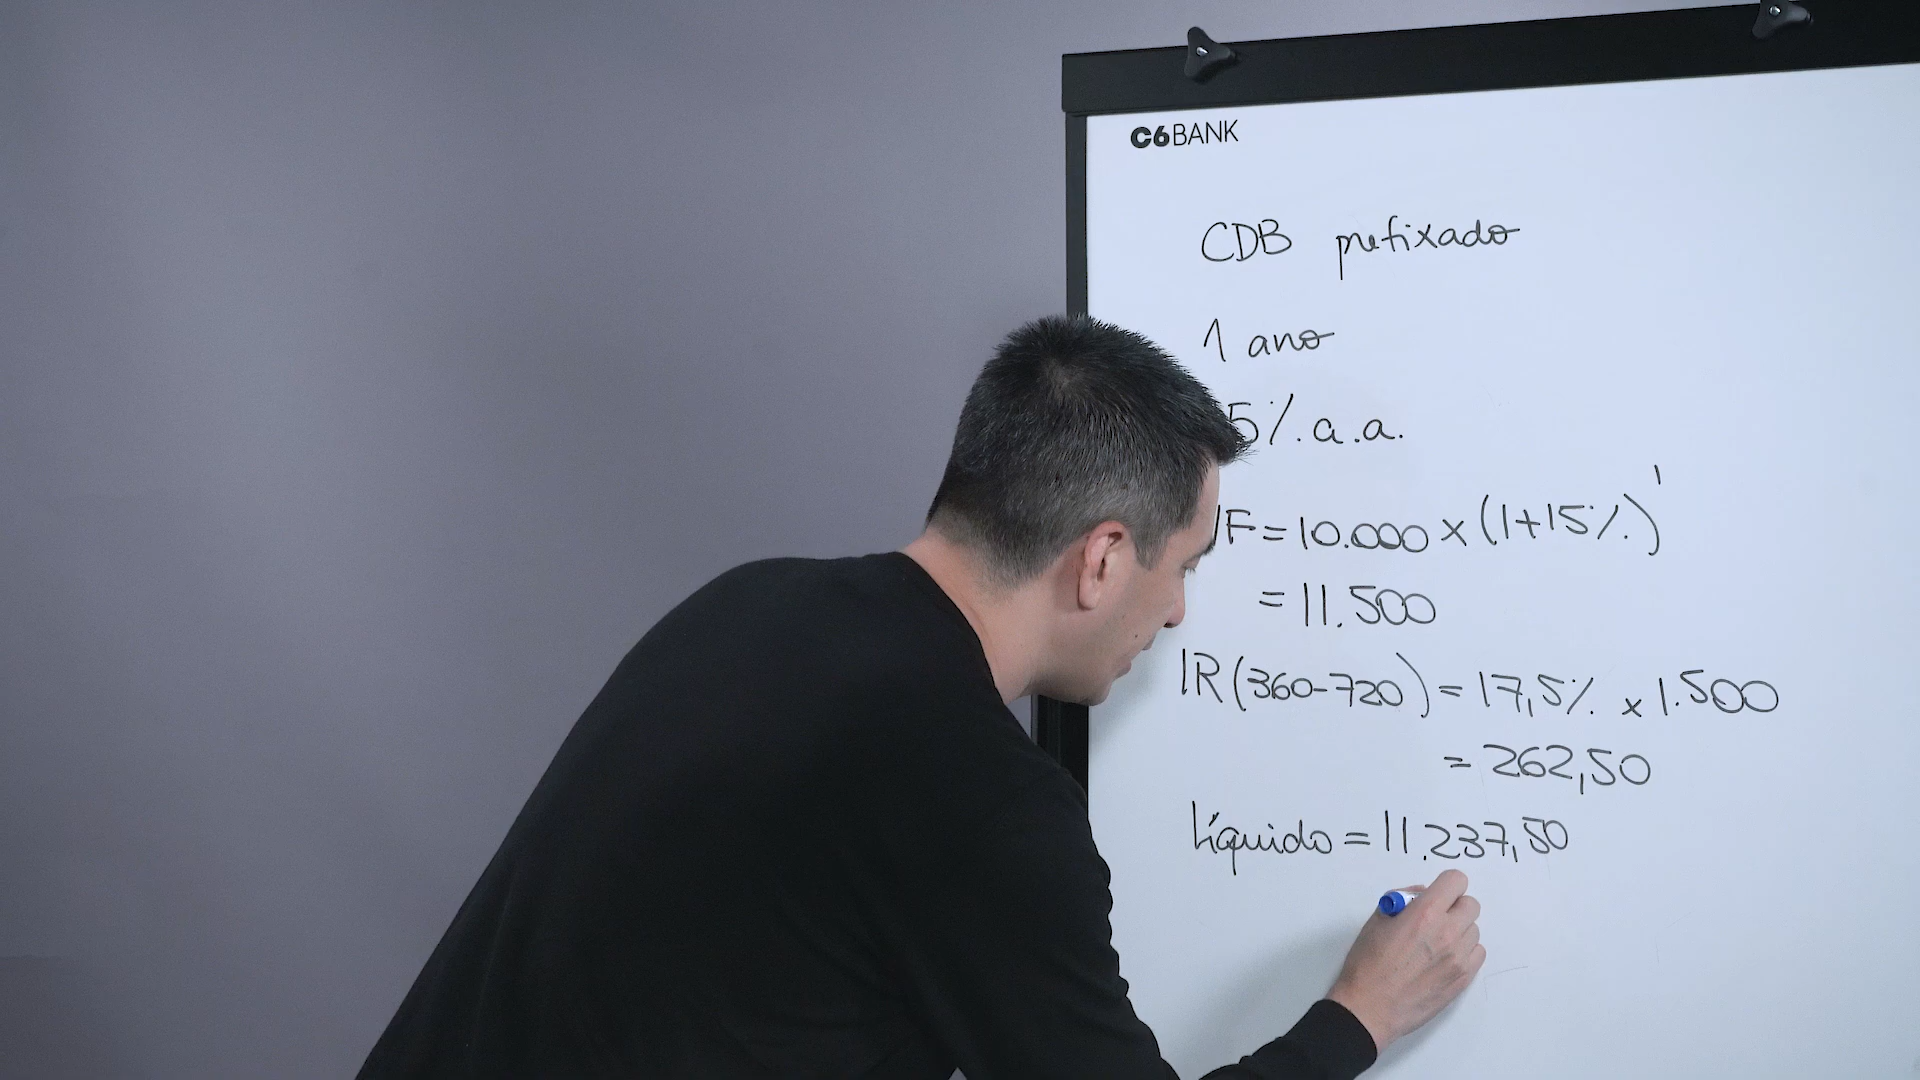 C6BANK
CDB prefixado
1 ano
5% a.a.
F = 10.000 x (1+15%)¹
= 11.500
IR (360-720) = 17,5% x 1.500
= 262,50
Líquido = 11.237,50